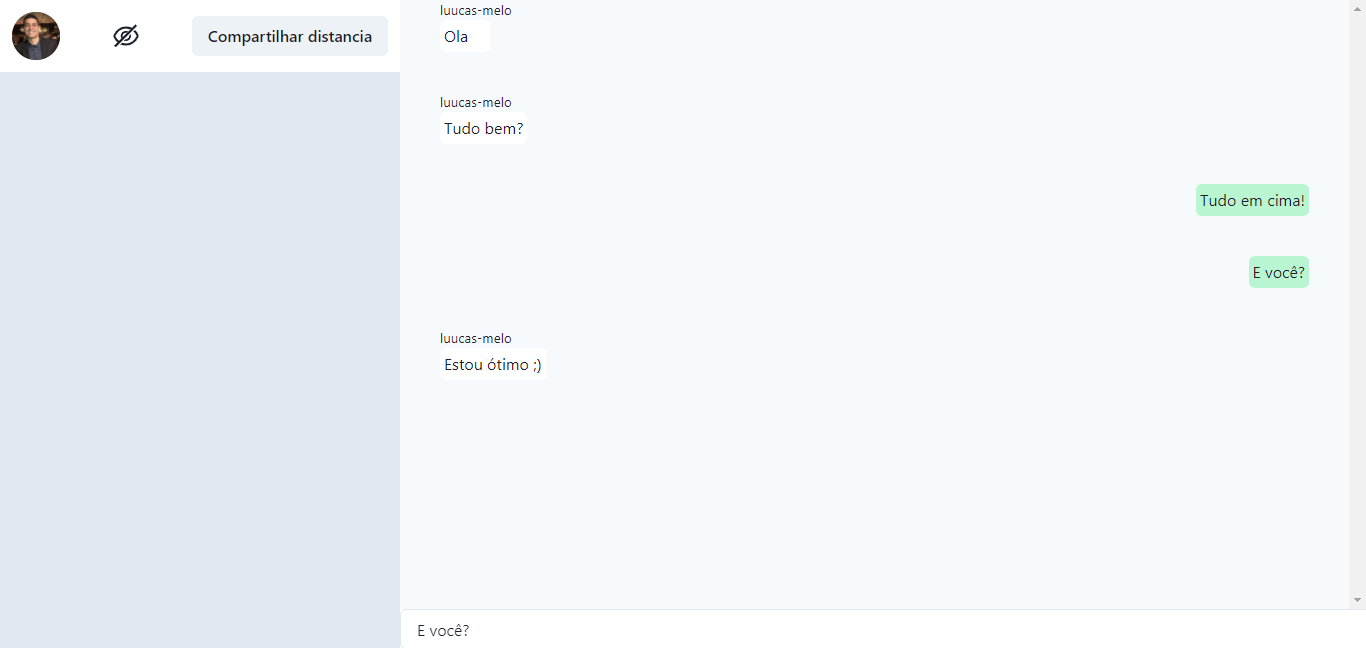 Compartilhar distancia
luucas-melo
Ola
luucas-melo
Tudo bem?
Tudo em cima!
E você?
luucas-melo
Estou ótimo ;)
E você?